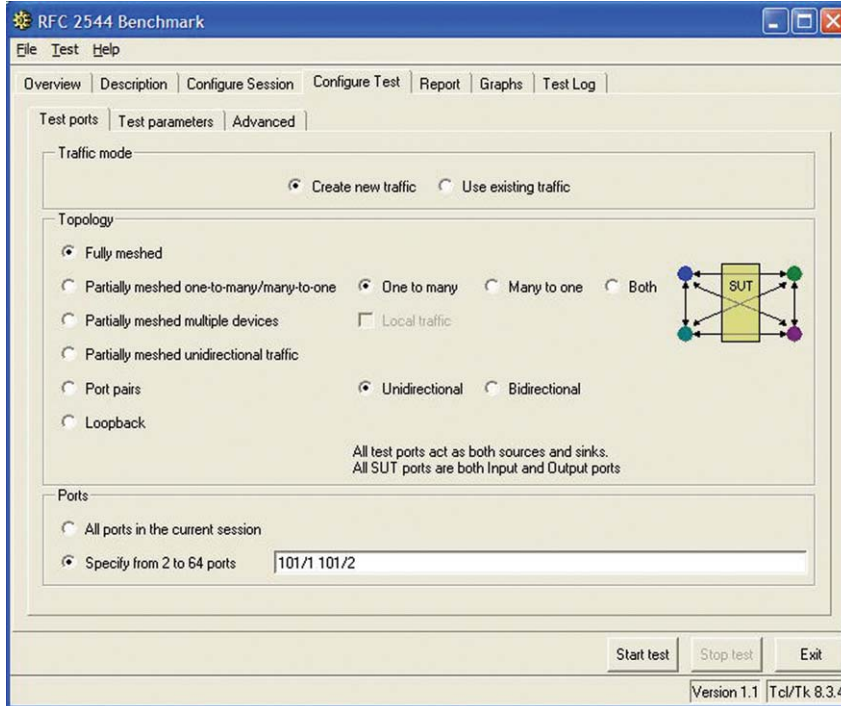 RFC 2544 Benchmark
File Test Help
Overview Description Configure Session Configure Test Report Graphs Test Log
Test ports Test parameters Advanced
Traffic mode
Create new traffic Use existing traffic
Topology
Fully meshed
Partially meshed one-to-many/many-to-one One to many Many to one Both
SUT
Partially meshed multiple devices Local traffic
Partially meshed unidirectional traffic
Port pairs Unidirectional Bidirectional
Loopback
All test ports act as both sources and sinks.
All SUT ports are both Input and Output ports
Ports
All ports in the current session
Specify from 2 to 64 ports 101/1 101/2
Start test Stop test Exit
Version 1.1 Tcl/Tk 8.3.4